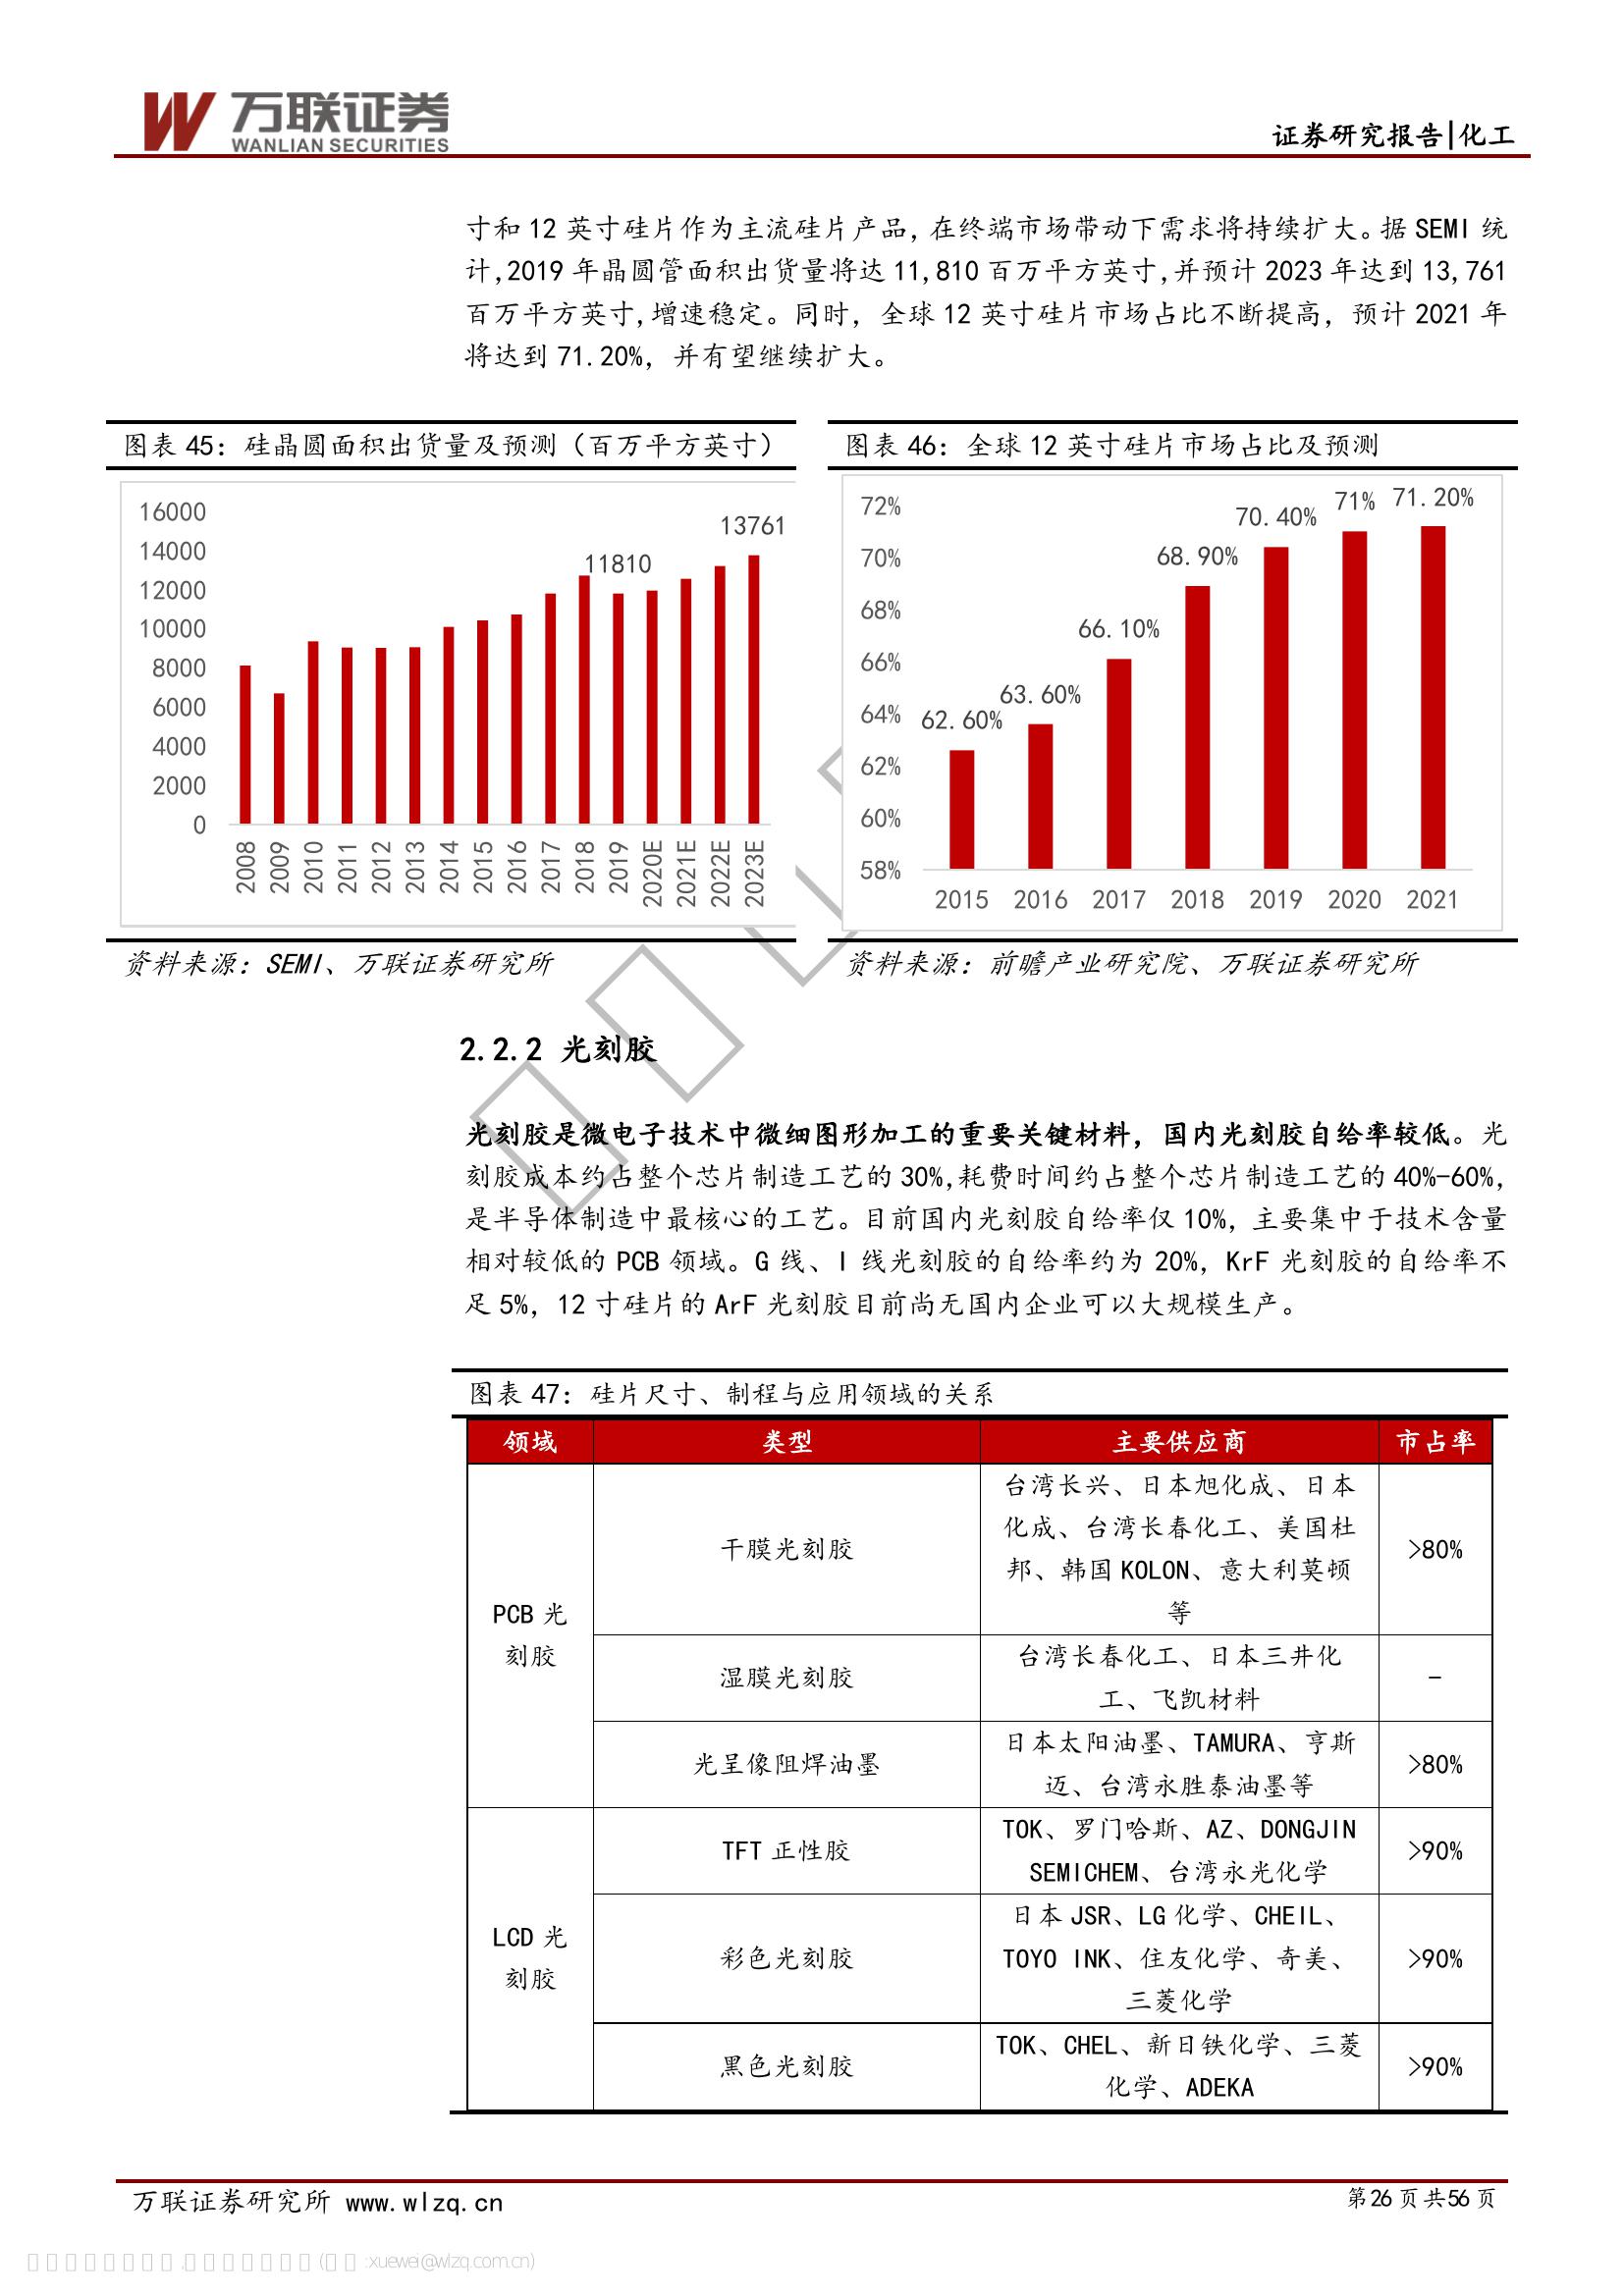 万联证券
WANLIAN SECURITIES
证券研究报告|化工
寸和 12 英寸硅片作为主流硅片产品，在终端市场带动下需求将持续扩大。据 SEMI 统
计,2019 年晶圆管面积出货量将达 11,810 百万平方英寸,并预计 2023 年达到 13,761
百万平方英寸,增速稳定。同时，全球 12 英寸硅片市场占比不断提高，预计 2021 年
将达到 71.20%，并有望继续扩大。
图表 45：硅晶圆面积出货量及预测（百万平方英寸）
16000
14000
12000
10000
8000
6000
4000
2000
0
11810
13761
2008 2009 2010 2011 2012 2013 2014 2015 2016 2017 2018 2019 2020E 2021E 2022E 2023E
资料来源：SEMI、万联证券研究所
图表 46：全球 12 英寸硅片市场占比及预测
72%
70%
68%
66%
64%
62%
60%
58%
62.60% 63.60% 66.10% 68.90% 70.40% 71% 71.20%
2015 2016 2017 2018 2019 2020 2021
资料来源：前瞻产业研究院、万联证券研究所
2.2.2 光刻胶
光刻胶是微电子技术中微细图形加工的重要关键材料，国内光刻胶自给率较低。光
刻胶成本约占整个芯片制造工艺的 30%,耗费时间约占整个芯片制造工艺的 40%-60%,
是半导体制造中最核心的工艺。目前国内光刻胶自给率仅 10%，主要集中于技术含量
相对较低的 PCB 领域。G 线、I 线光刻胶的自给率约为 20%，KrF 光刻胶的自给率不
足 5%，12 寸硅片的 ArF 光刻胶目前尚无国内企业可以大规模生产。
图表 47：硅片尺寸、制程与应用领域的关系
领域 类型 主要供应商 市占率
PCB 光
刻胶
干膜光刻胶
台湾长兴、日本旭化成、日本
化成、台湾长春化工、美国杜
邦、韩国 KOLON、意大利莫顿
等
>80%
湿膜光刻胶
台湾长春化工、日本三井化
工、飞凯材料
-
光呈像阻焊油墨
日本太阳油墨、TAMURA、亨斯
迈、台湾永胜泰油墨等
>80%
LCD 光
刻胶
TFT 正性胶
TOK、罗门哈斯、AZ、DONGJIN
SEMICHEM、台湾永光化学
>90%
彩色光刻胶
日本 JSR、LG 化学、CHEIL、
TOYO INK、住友化学、奇美、
三菱化学
>90%
黑色光刻胶
TOK、CHEL、新日铁化学、三菱
化学、ADEKA
>90%
万联证券研究所 www.wlzq.cn
第26 页 共56 页
:xuewei@wlzq.com.cn)